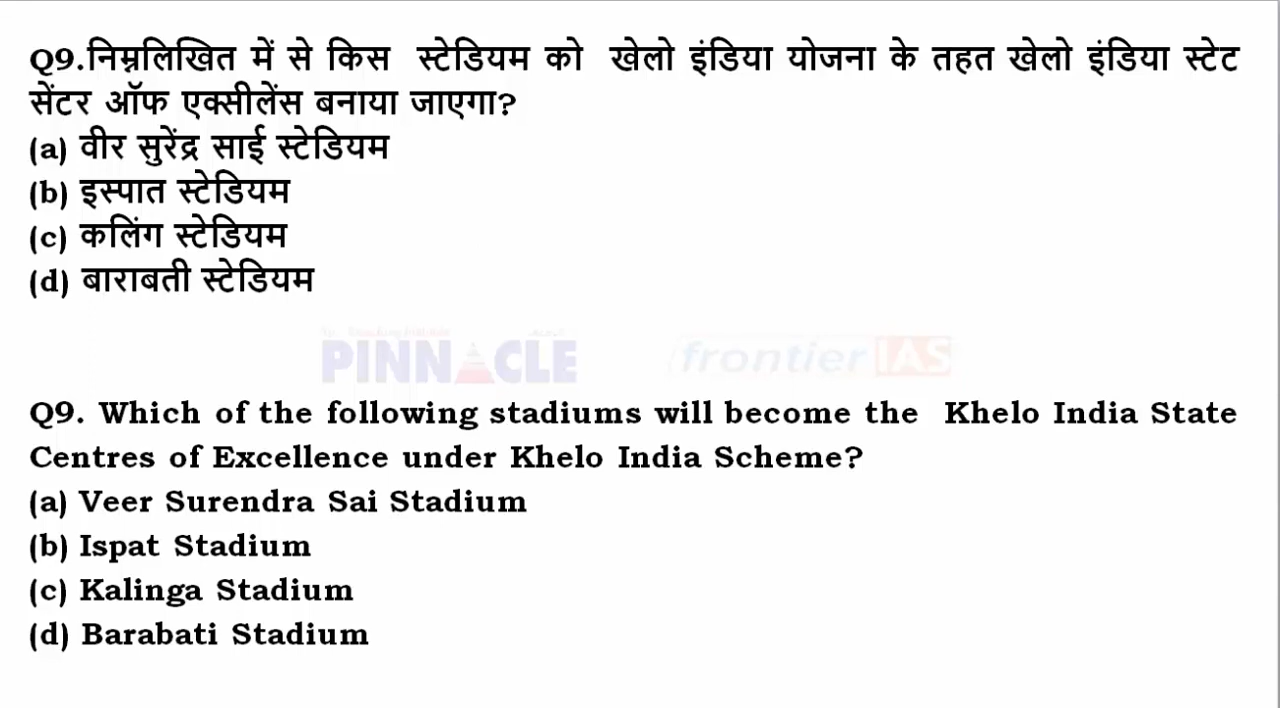 Q9.निम्नलिखित में से किस स्टेडियम को खेलो इंडिया योजना के तहत खेलो इंडिया स्टेट
सेंटर ऑफ एक्सीलेंस बनाया जाएगा?
(a) वीर सुरेंद्र साई स्टेडियम
(b) इस्पात स्टेडियम
(c) कलिंग स्टेडियम
(d) बाराबती स्टेडियम
PINNACLE frontier IAS
Q9. Which of the following stadiums will become the Khelo India State
Centres of Excellence under Khelo India Scheme?
(a) Veer Surendra Sai Stadium
(b) Ispat Stadium
(c) Kalinga Stadium
(d) Barabati Stadium